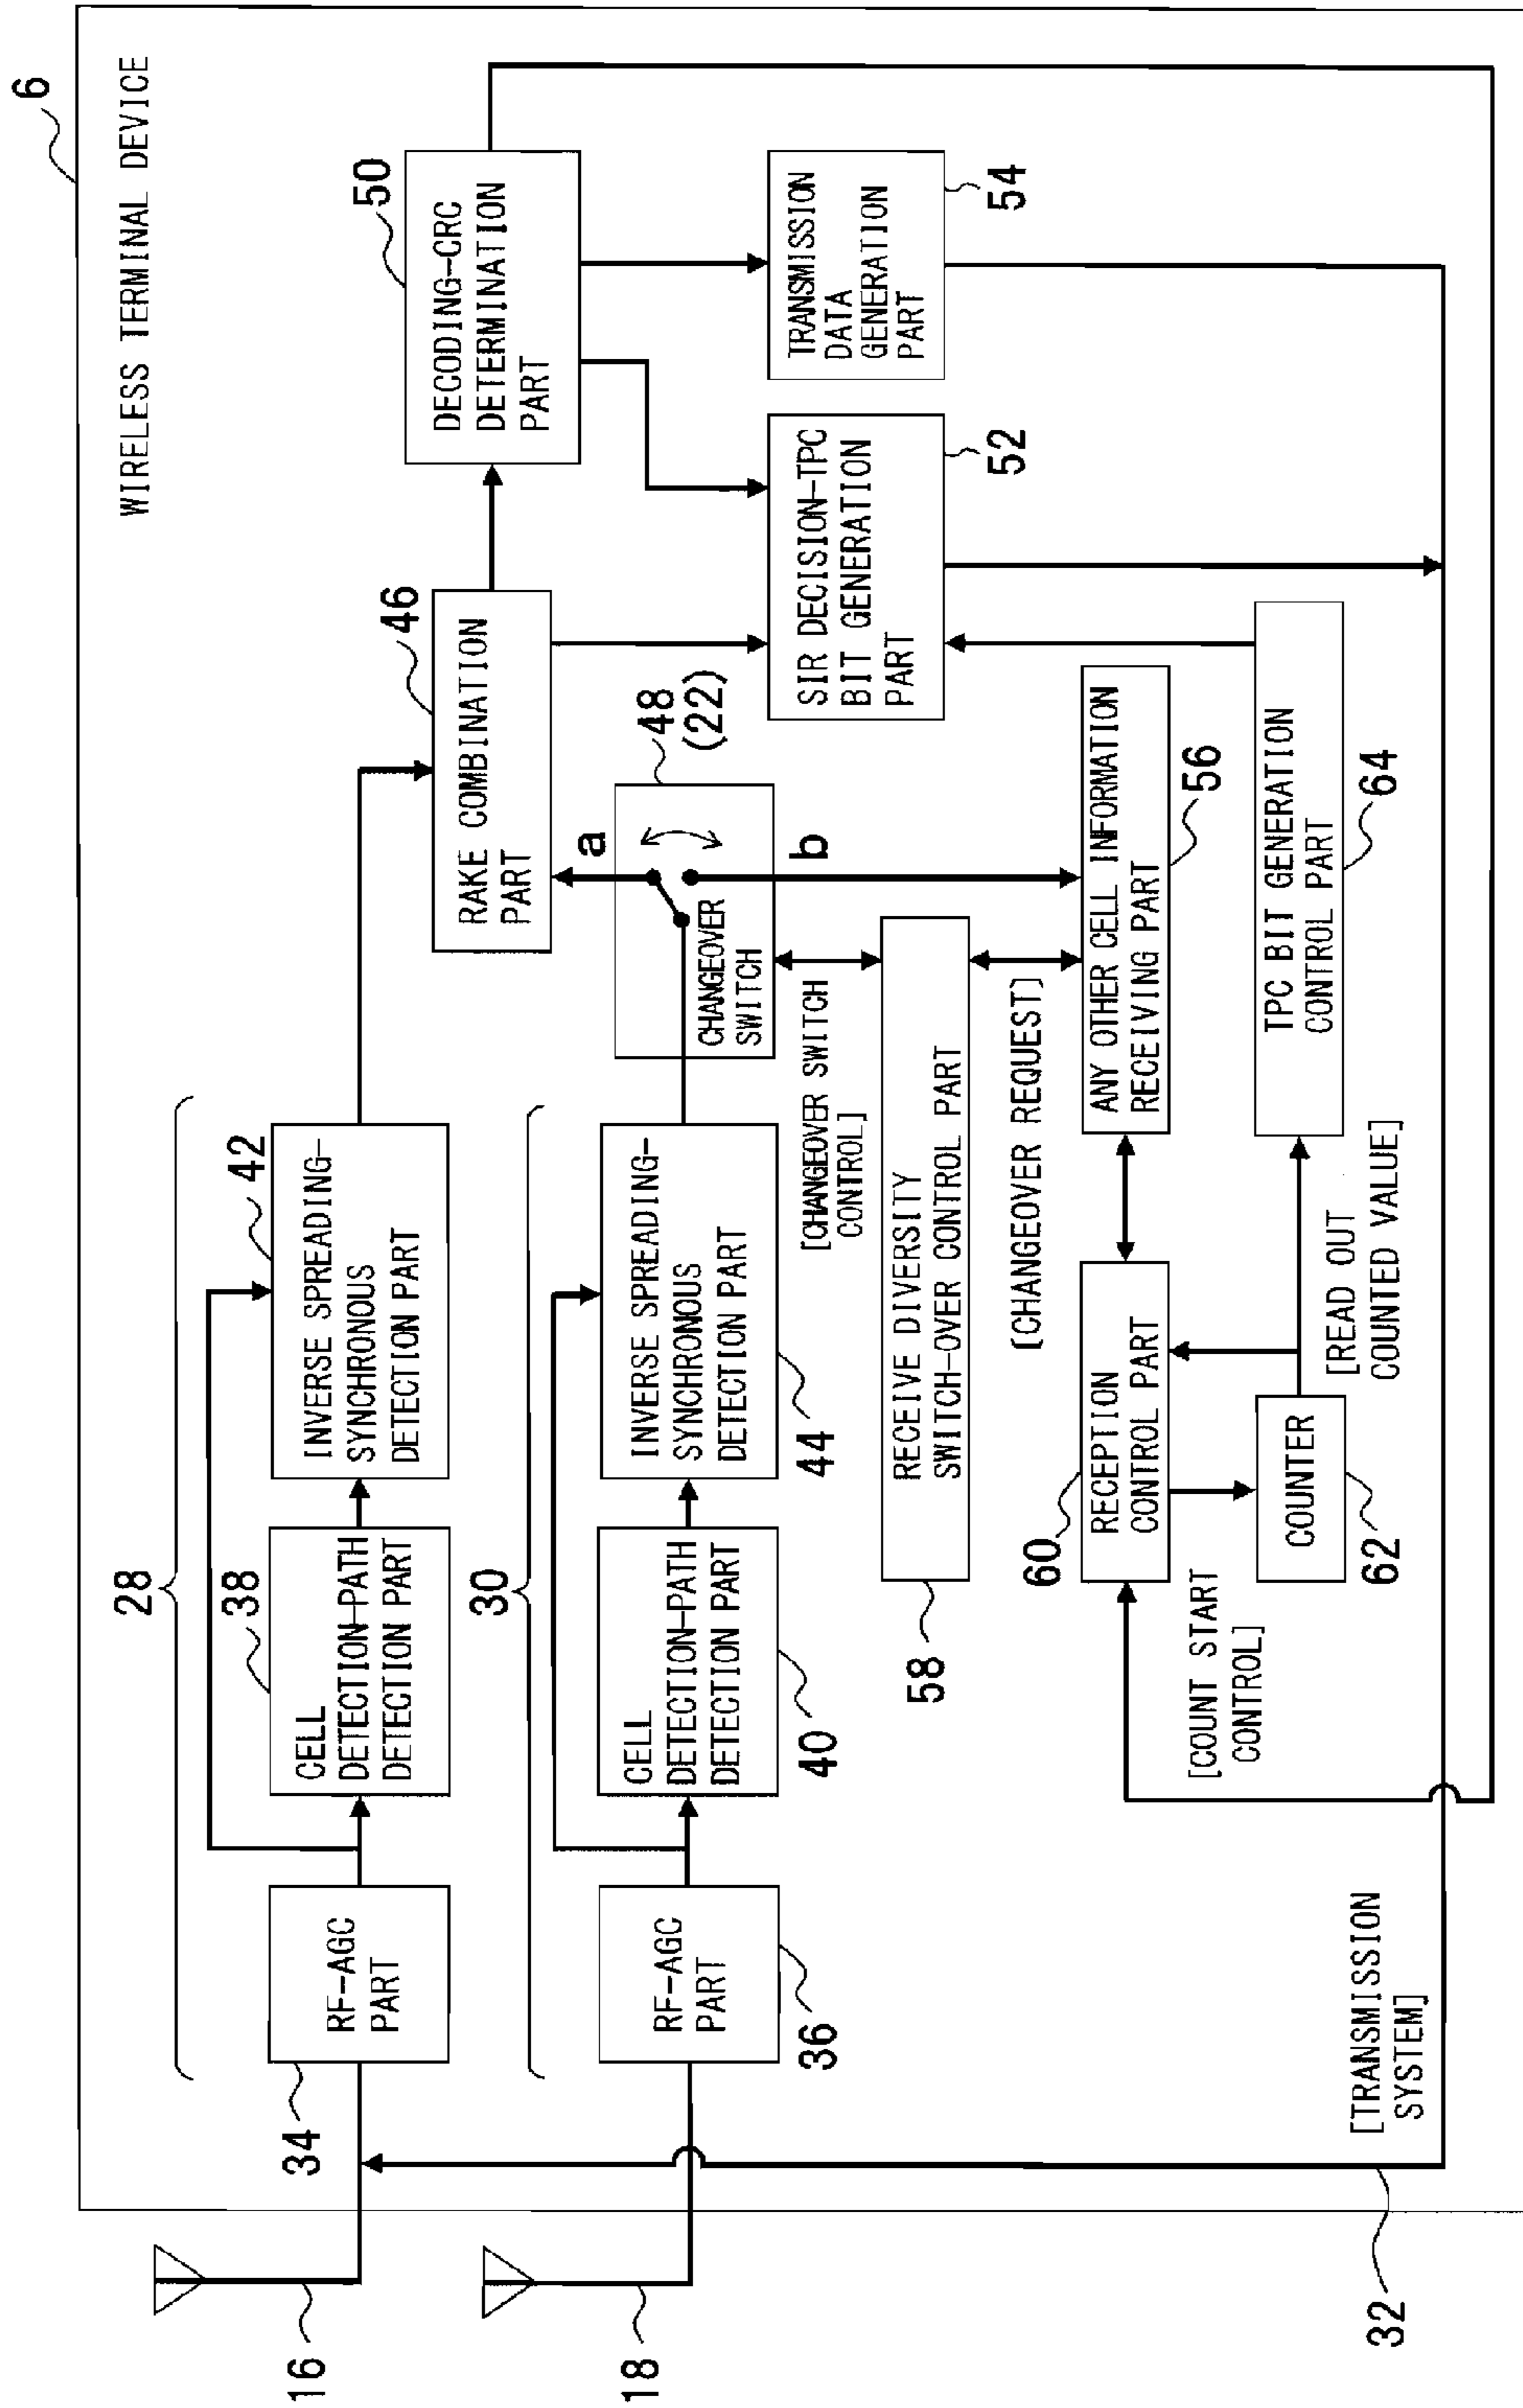 6
WIRELESS TERMINAL DEVICE
28
34
RF-AGC
PART
38
CELL
DETECTION-PATH
DETECTION PART
42
INVERSE SPREADING-
SYNCHRONOUS
DETECTION PART
46
RAKE COMBINATION
PART
50
DECODING-CRC
DETERMINATION
PART
16
30
RF-AGC
PART
36
CELL
DETECTION-PATH
DETECTION PART
40
INVERSE SPREADING-
SYNCHRONOUS
DETECTION PART
44
a
48
(22)
CHANGEOVER
SWITCH
b
18
SIR DECISION-TPC
BIT GENERATION
PART
52
TRANSMISSION
DATA
GENERATION
PART
54
[CHANGEOVER SWITCH
CONTROL]
RECEIVE DIVERSITY
SWITCH-OVER CONTROL PART
58
[CHANGEOVER REQUEST]
60
RECEPTION
CONTROL PART
ANY OTHER CELL INFORMATION
RECEIVING PART
56
[COUNT START
CONTROL]
COUNTER
62
[READ OUT
COUNTED VALUE]
TPC BIT GENERATION
CONTROL PART
64
[TRANSMISSION
SYSTEM]
32